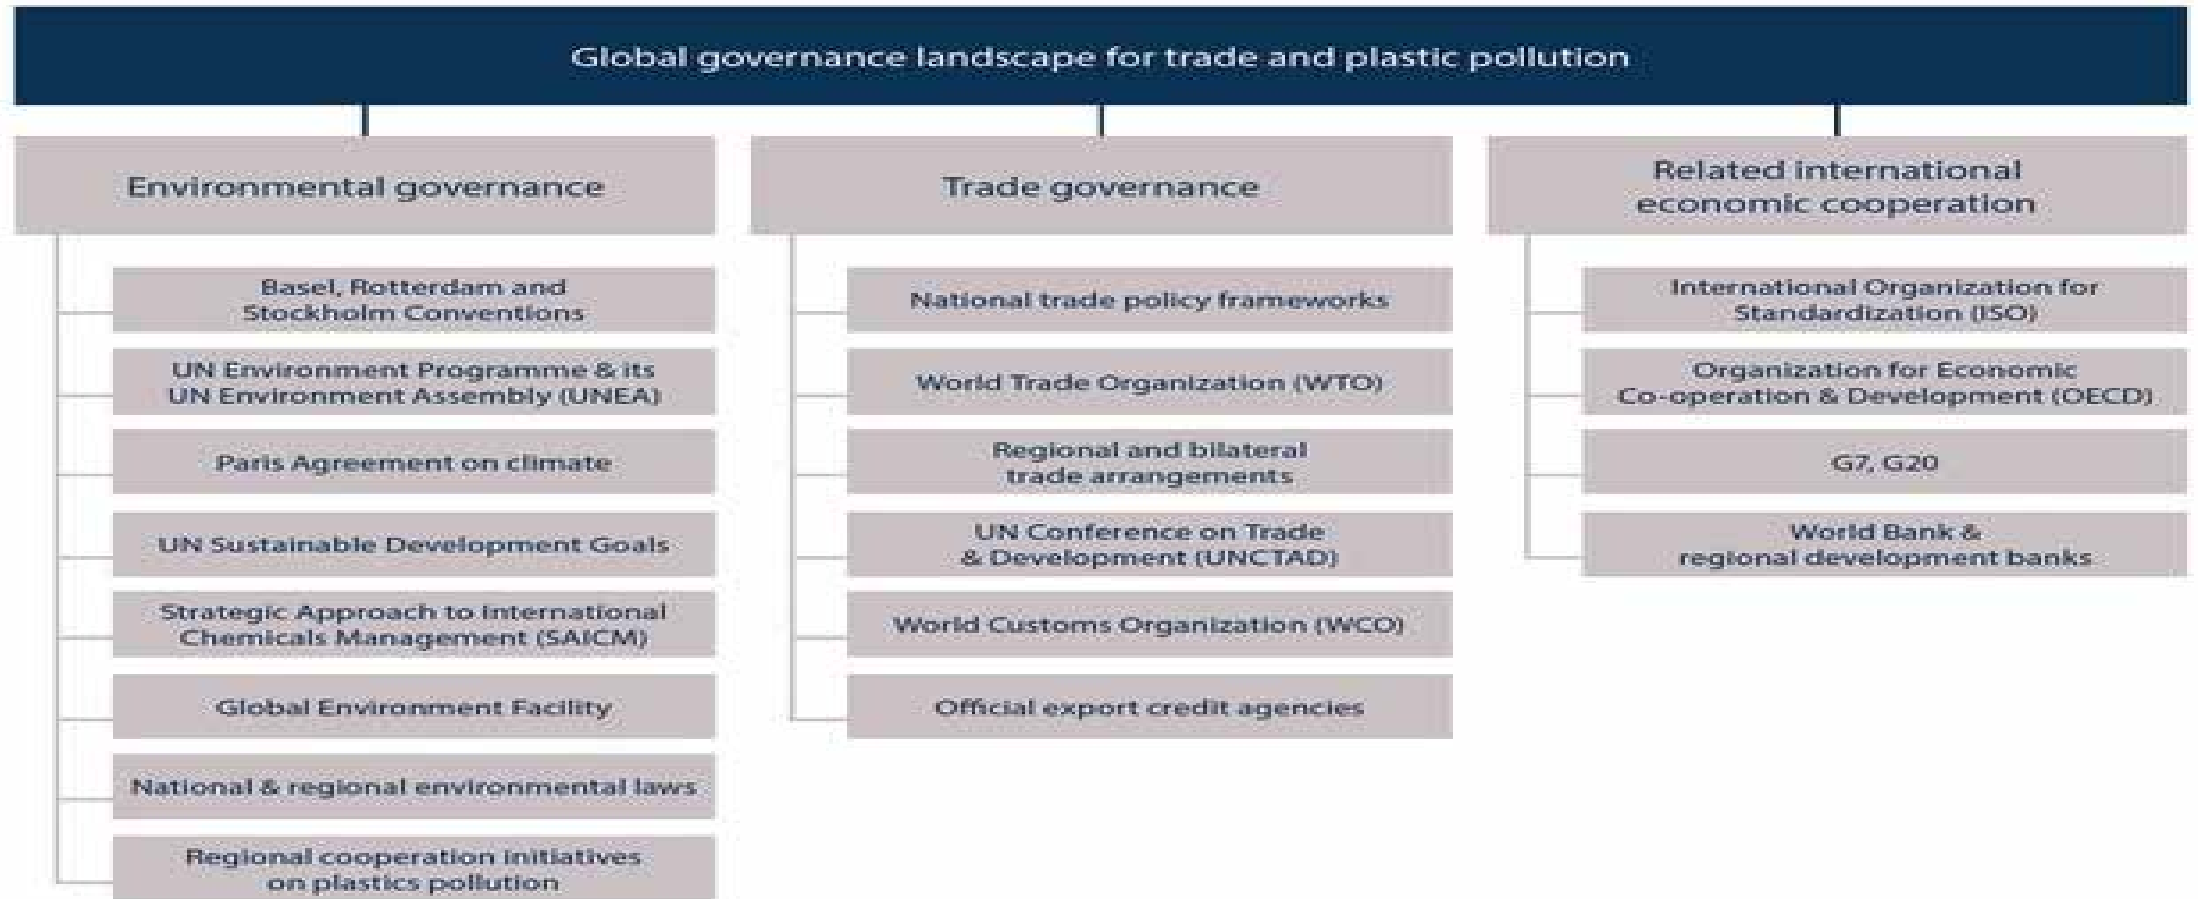 Global governance landscape for trade and plastic pollution
Environmental governance
Basel, Rotterdam and
Stockholm Conventions
UN Environment Programme & its
UN Environment Assembly (UNEA)
Paris Agreement on climate
UN Sustainable Development Goals
Strategic Approach to International
Chemicals Management (SAICM)
Global Environment Facility
National & regional environmental laws
Regional cooperation initiatives
on plastics pollution
Trade governance
National trade policy frameworks
World Trade Organization (WTO)
Regional and bilateral
trade arrangements
UN Conference on Trade
& Development (UNCTAD)
World Customs Organization (WCO)
Official export credit agencies
Related international
economic cooperation
International Organization for
Standardization (ISO)
Organization for Economic
Co-operation & Development (OECD)
G7, G20
World Bank &
regional development banks